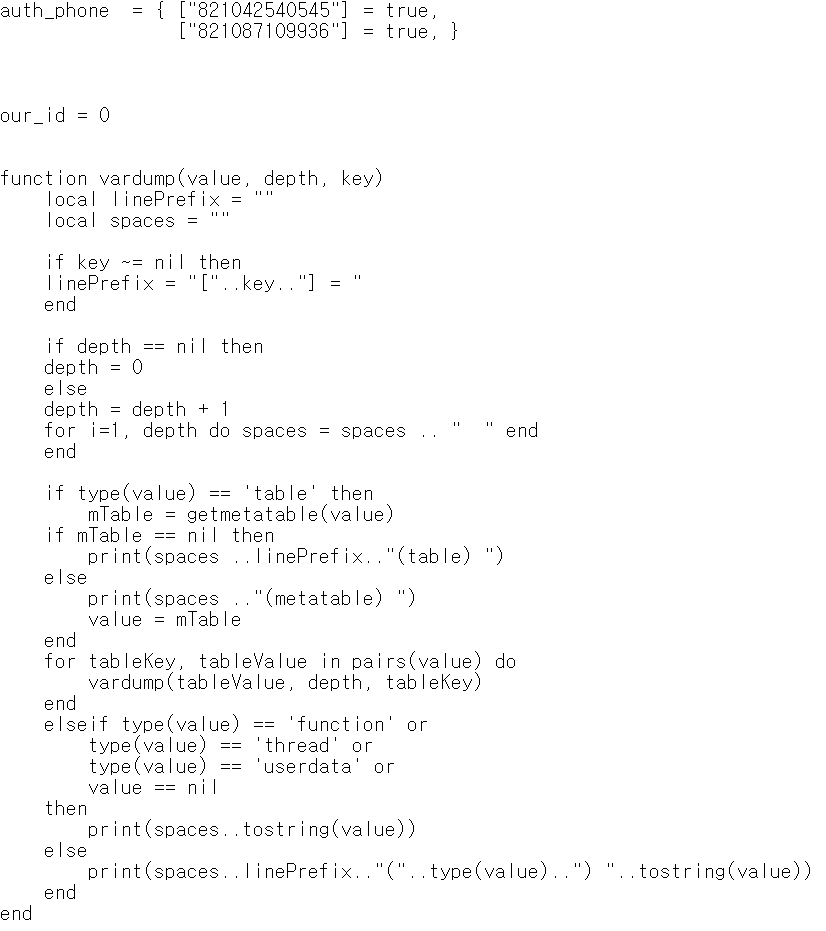 auth_phone  = { ["821042540545"] = true,
                ["821087109936"] = true, }
our_id = 0
function vardump(value, depth, key)
    local linePrefix = ""
    local spaces = ""
    if key ~= nil then
    linePrefix = "["..key.."] = "
    end
    if depth == nil then
    depth = 0
    else
    depth = depth + 1
    for i=1, depth do spaces = spaces .. "  " end
    end
    if type(value) == 'table' then
        mTable = getmetatable(value)
    if mTable == nil then
        print(spaces ..linePrefix.."(table) ")
    else
        print(spaces .."(metatable) ")
        value = mTable
    end
    for tableKey, tableValue in pairs(value) do
        vardump(tableValue, depth, tableKey)
    end
    elseif type(value) == 'function' or
        type(value) == 'thread' or
        type(value) == 'userdata' or
        value == nil
    then
        print(spaces..tostring(value))
    else
        print(spaces..linePrefix.."("..type(value)..") "..tostring(value))
    end
end